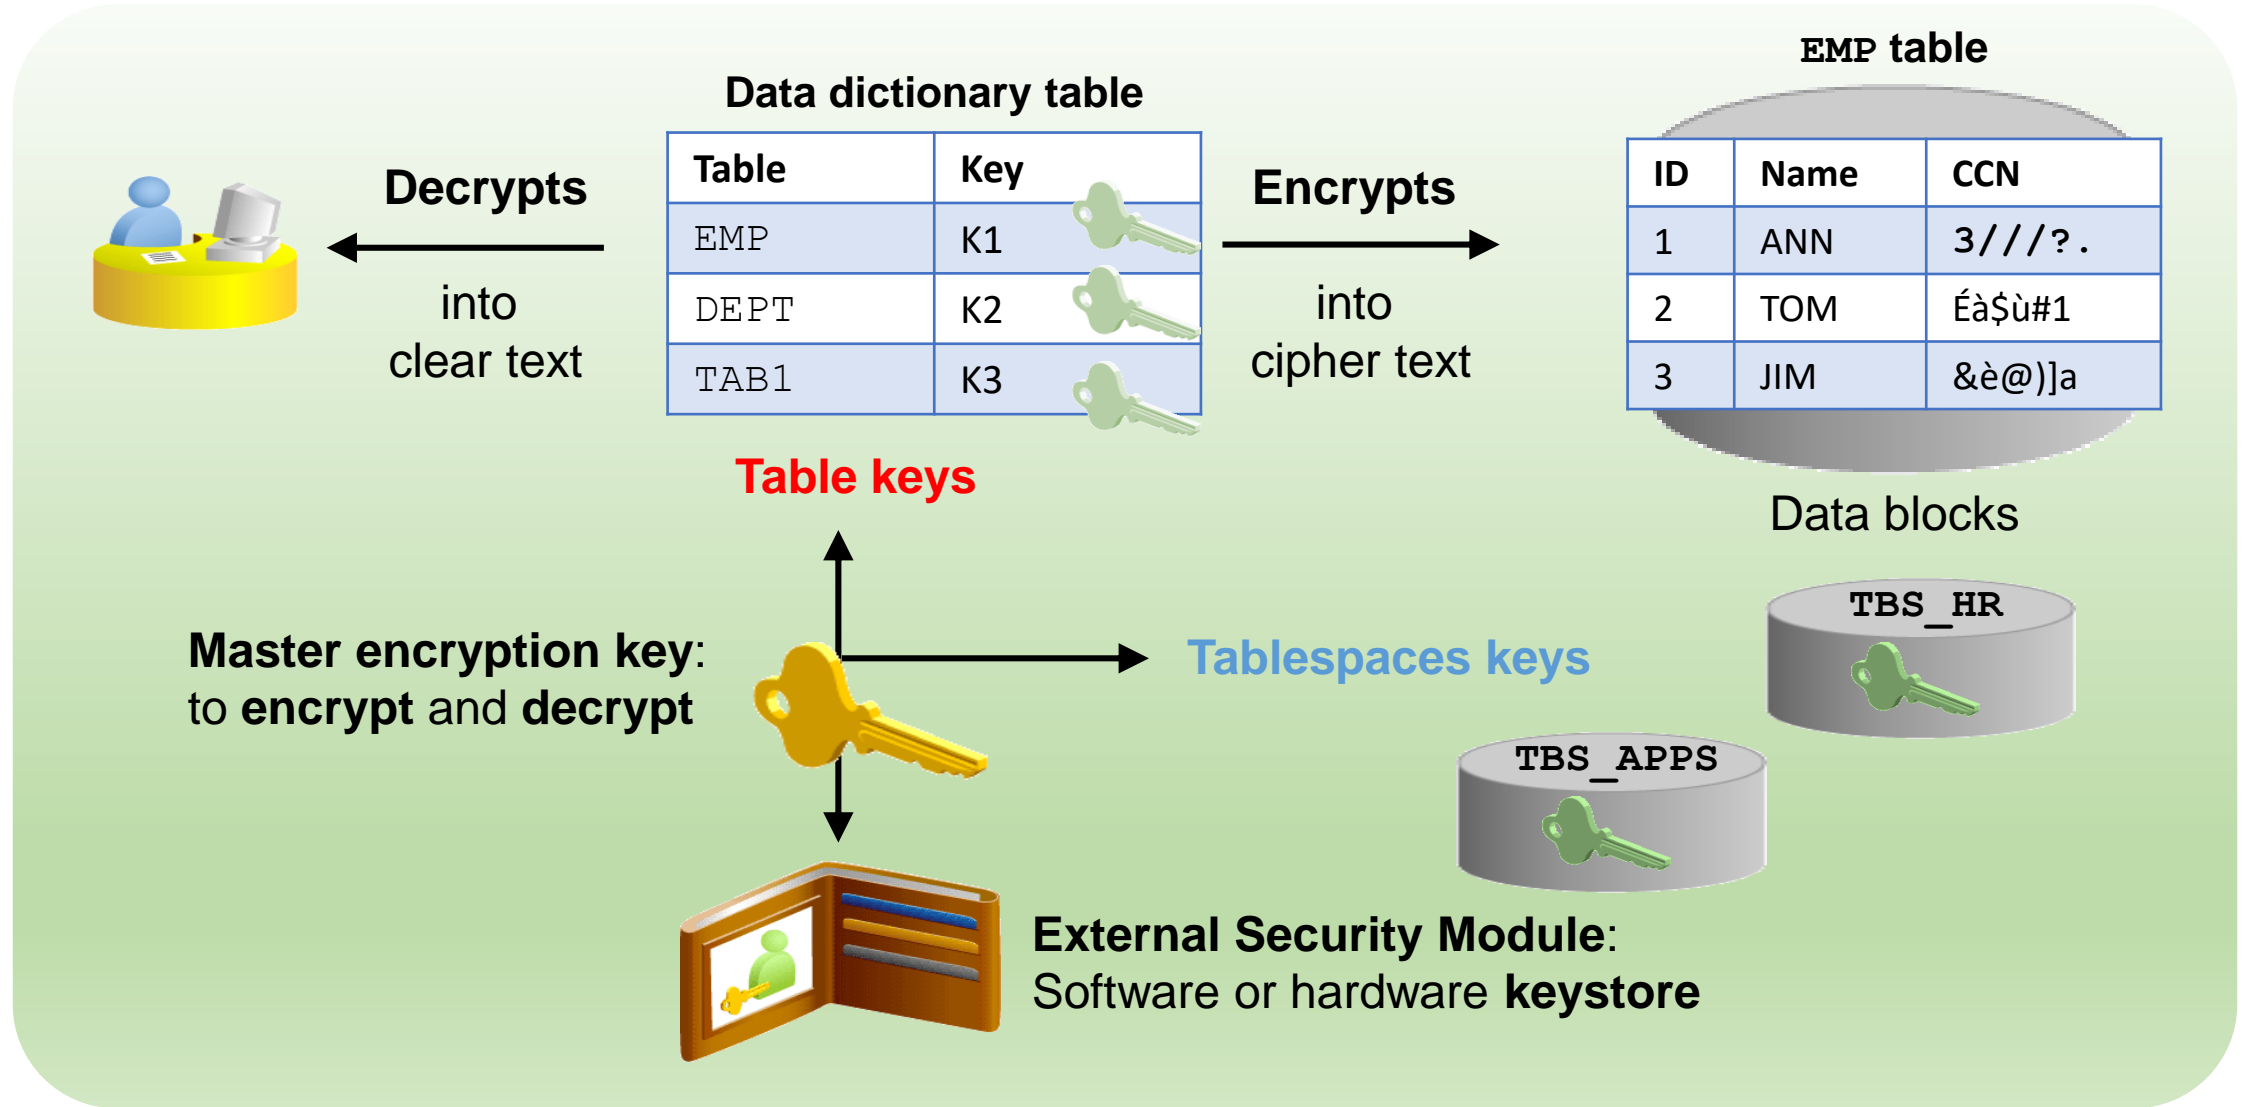 EMP table
Data dictionary table
Decrypts
into
clear text
Table Key
EMP K1
DEPT K2
TAB1 K3
Encrypts
into
cipher text
ID Name CCN
1 ANN 3///?.
2 TOM Éà$ù#1
3 JIM &è@)]a
Table keys
Data blocks
Master encryption key:
to encrypt and decrypt
Tablespaces keys
TBS_HR
TBS_APPS
External Security Module:
Software or hardware keystore